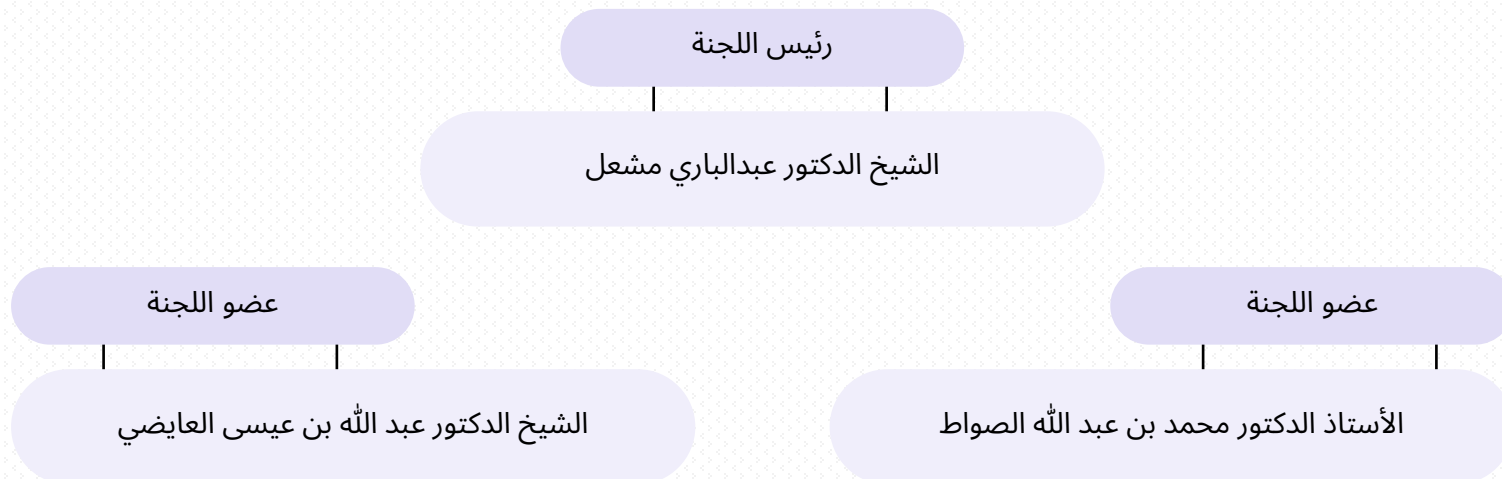 رئيس اللجنة
الشيخ الدكتور عبدالباري مشعل
عضو اللجنة
الأستاذ الدكتور محمد بن عبد الله الصواط
عضو اللجنة
الشيخ الدكتور عبد الله بن عيسى العايضي